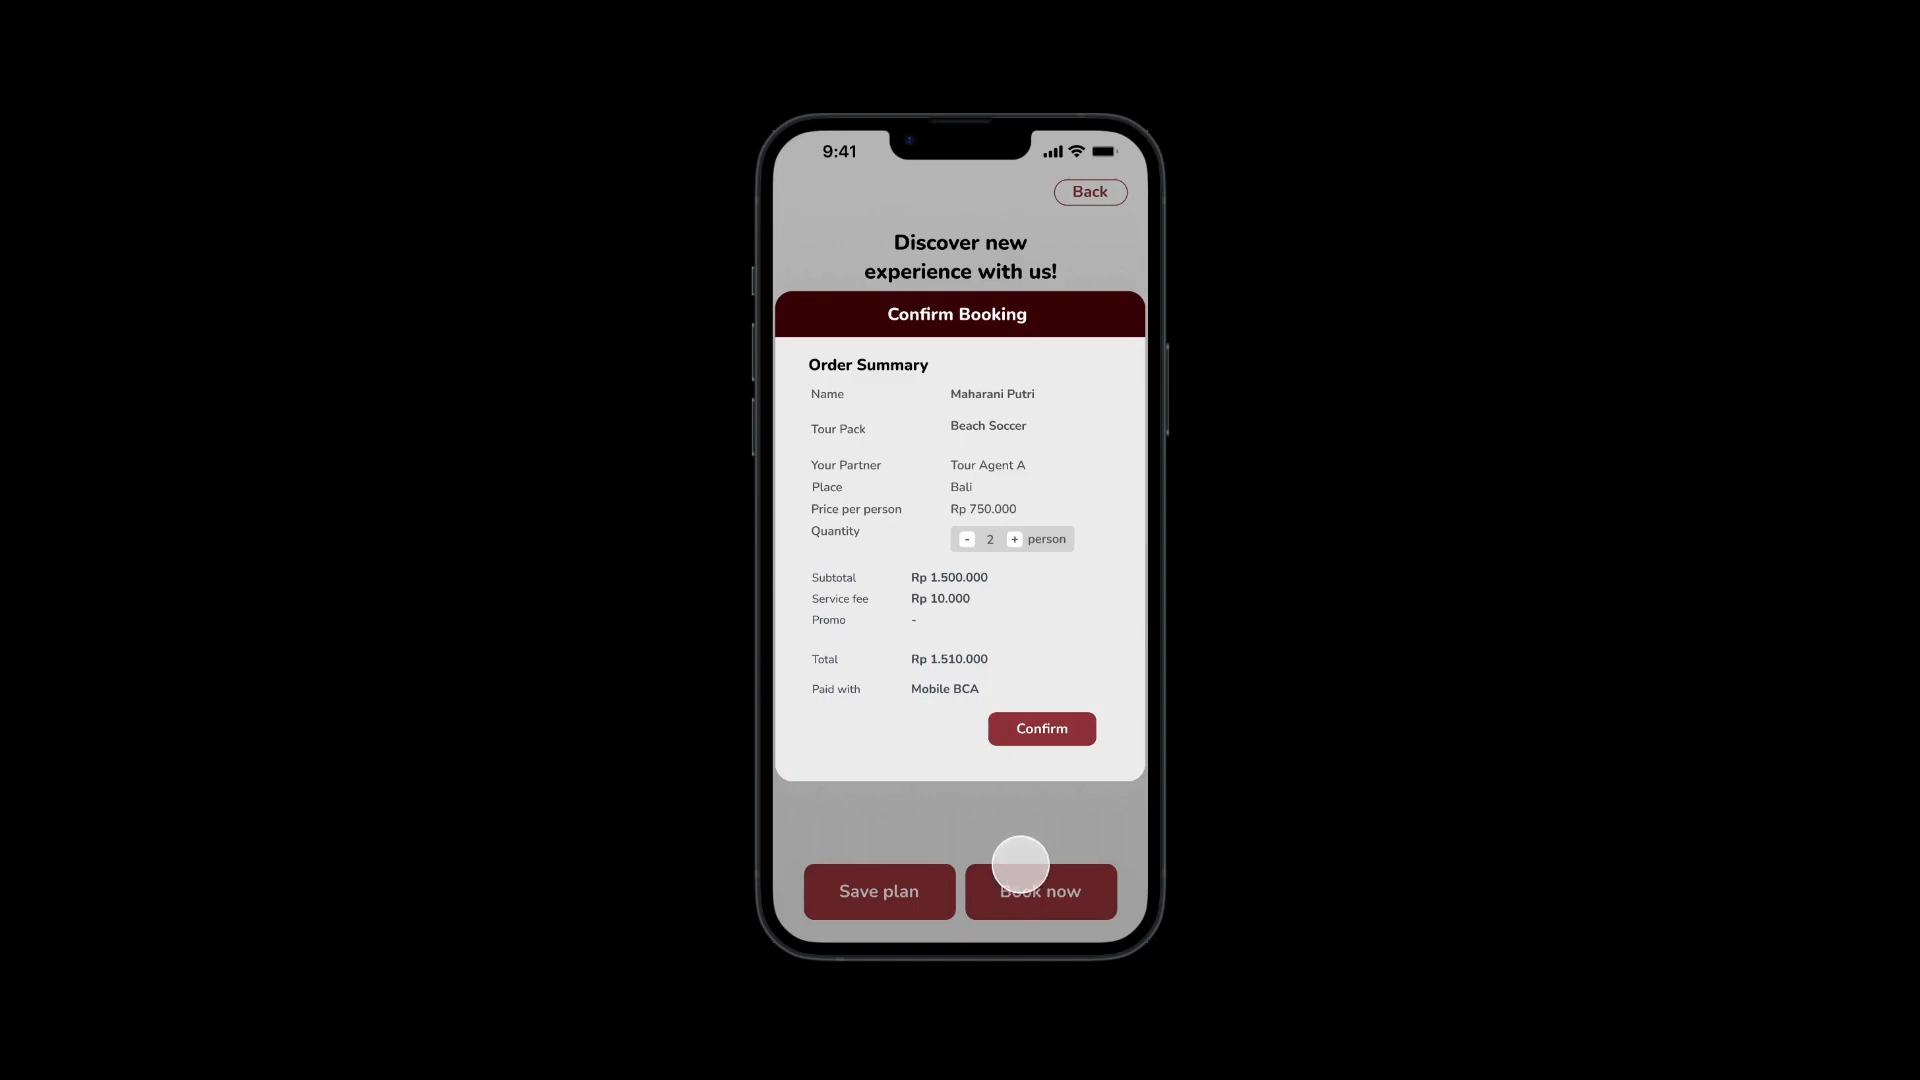 9:41
Back
Discover new
experience with us!
Confirm Booking
Order Summary
Name Maharani Putri
Tour Pack Beach Soccer
Your Partner Tour Agent A
Place Bali
Price per person Rp 750.000
Quantity - 2 + person
Subtotal Rp 1.500.000
Service fee Rp 10.000
Promo -
Total Rp 1.510.000
Paid with Mobile BCA
Confirm
Save plan Book now